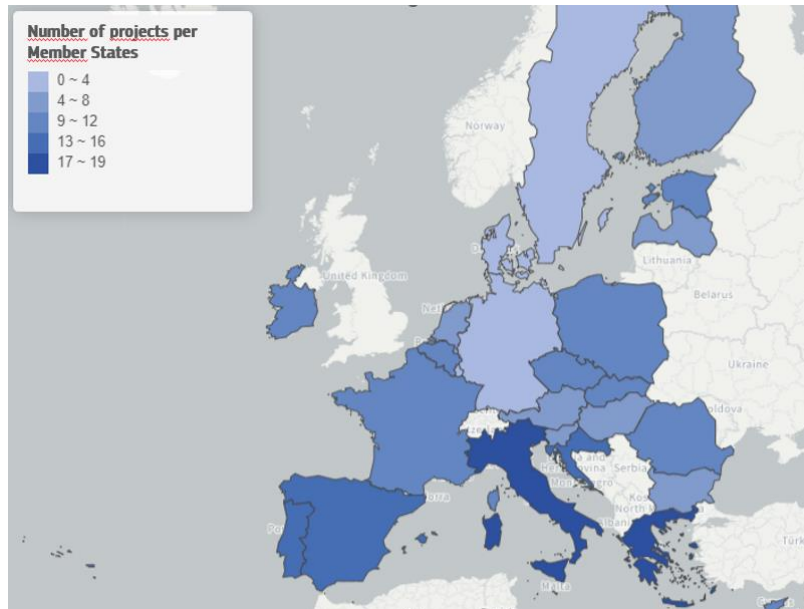 Number of projects per
Member States
0 ~ 4
4 ~ 8
9 ~ 12
13 ~ 16
17 ~ 19
Norway
United Kingdom
Lithuania
Belarus
Ukraine
Serbia
Malta